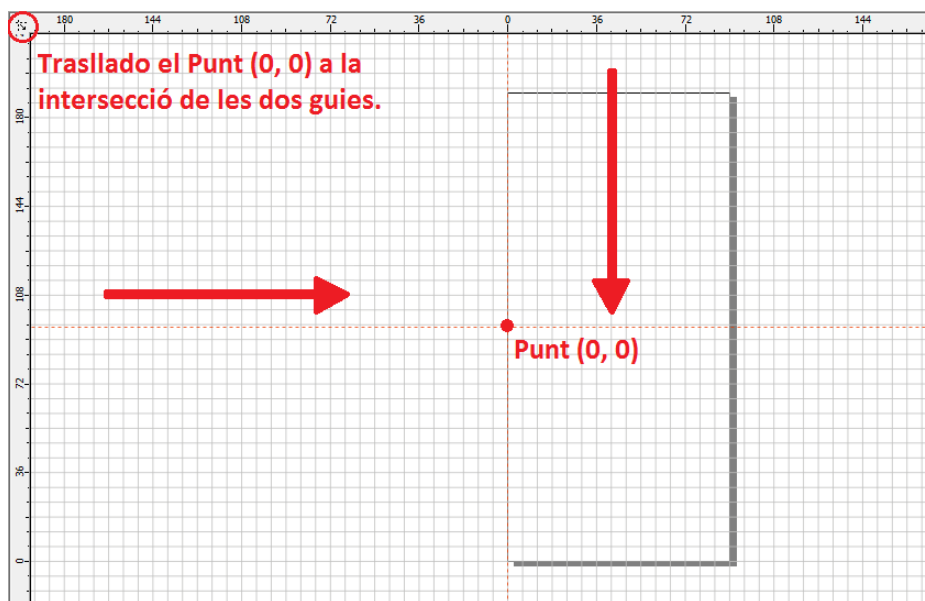 180 144 108 72 36 0 36 72 108 144
Trasllado el Punt (0, 0) a la
intersecció de les dos guies.
180
144
108
Punt (0, 0)
72
36
0